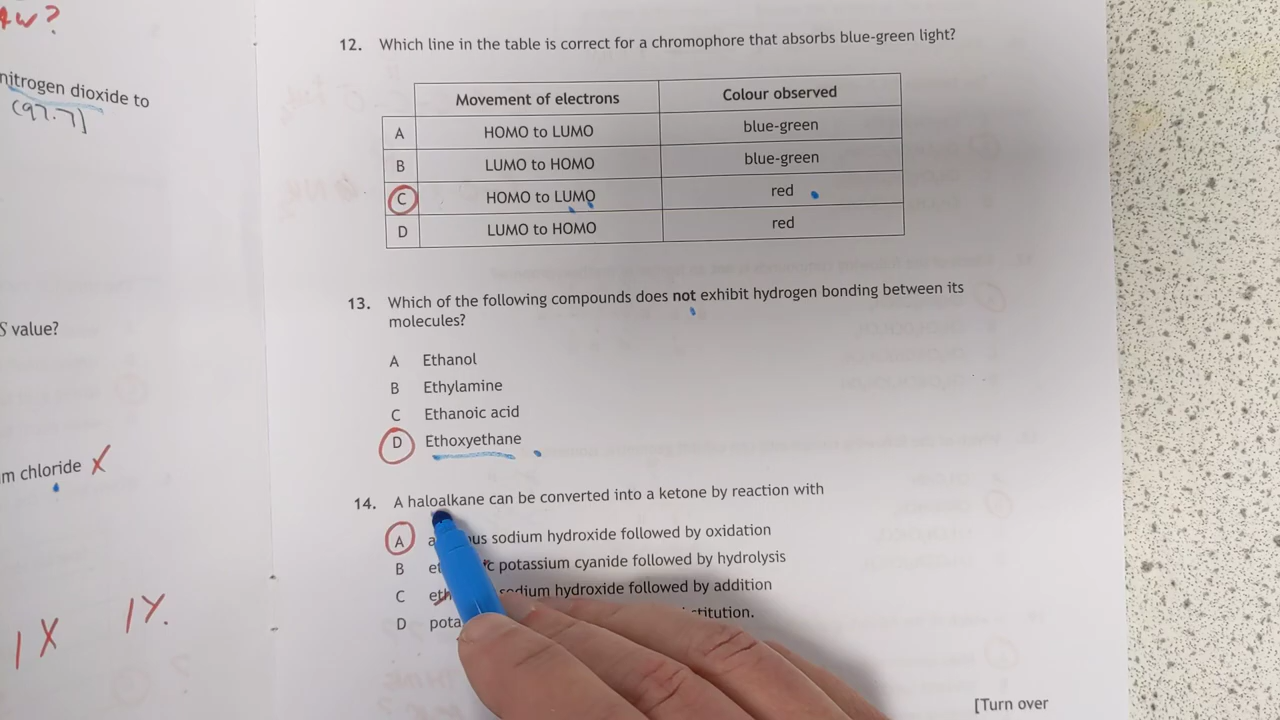 AW?
nitrogen dioxide to
(97.7)
S value?
m chloride X
1X 1Y.
12. Which line in the table is correct for a chromophore that absorbs blue-green light?
Movement of electrons Colour observed
A HOMO to LUMO blue-green
B LUMO to HOMO blue-green
C HOMO to LUMO red
D LUMO to HOMO red
13. Which of the following compounds does not exhibit hydrogen bonding between its
molecules?
A Ethanol
B Ethylamine
C Ethanoic acid
D Ethoxyethane
14. A haloalkane can be converted into a ketone by reaction with
A sodium hydroxide followed by oxidation
B potassium cyanide followed by hydrolysis
C sodium hydroxide followed by addition
D
[Turn over